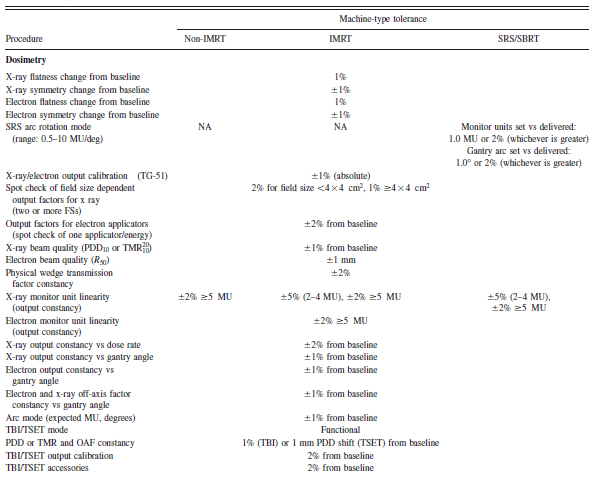 Machine-type tolerance
Procedure Non-IMRT IMRT SRS/SBRT
Dosimetry
X-ray flatness change from baseline 1%
X-ray symmetry change from baseline ±1%
Electron flatness change from baseline 1%
Electron symmetry change from baseline ±1%
SRS arc rotation mode NA NA Monitor units set vs delivered:
(range: 0.5–10 MU/deg) 1.0 MU or 2% (whichever is greater)
Gantry arc set vs delivered:
1.0° or 2% (whichever is greater)
X-ray/electron output calibration (TG-51) ±1% (absolute)
Spot check of field size dependent 2% for field size <4×4 cm², 1% ≥4×4 cm²
output factors for x ray
(two or more FSs)
Output factors for electron applicators ±2% from baseline
(spot check of one applicator/energy)
X-ray beam quality (PDD₁₀ or TMR²⁰₁₀) ±1% from baseline
Electron beam quality (R₅₀) ±1 mm
Physical wedge transmission ±2%
factor constancy
X-ray monitor unit linearity ±2% ≥5 MU ±5% (2–4 MU), ±2% ≥5 MU ±5% (2–4 MU),
(output constancy) ±2% ≥5 MU
Electron monitor unit linearity ±2% ≥5 MU
(output constancy)
X-ray output constancy vs dose rate ±2% from baseline
X-ray output constancy vs gantry angle ±1% from baseline
Electron output constancy vs ±1% from baseline
gantry angle
Electron and x-ray off-axis factor ±1% from baseline
constancy vs gantry angle
Arc mode (expected MU, degrees) ±1% from baseline
TBI/TSET mode Functional
PDD or TMR and OAF constancy 1% (TBI) or 1 mm PDD shift (TSET) from baseline
TBI/TSET output calibration 2% from baseline
TBI/TSET accessories 2% from baseline